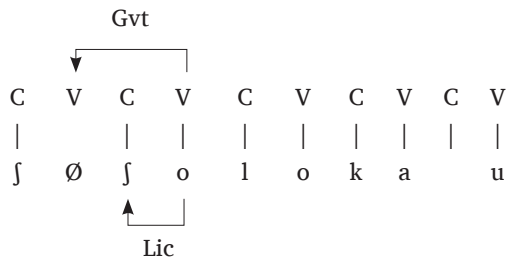 Gvt
C V C V C V C V C V
ʃ Ø ʃ o l o k a u
Lic